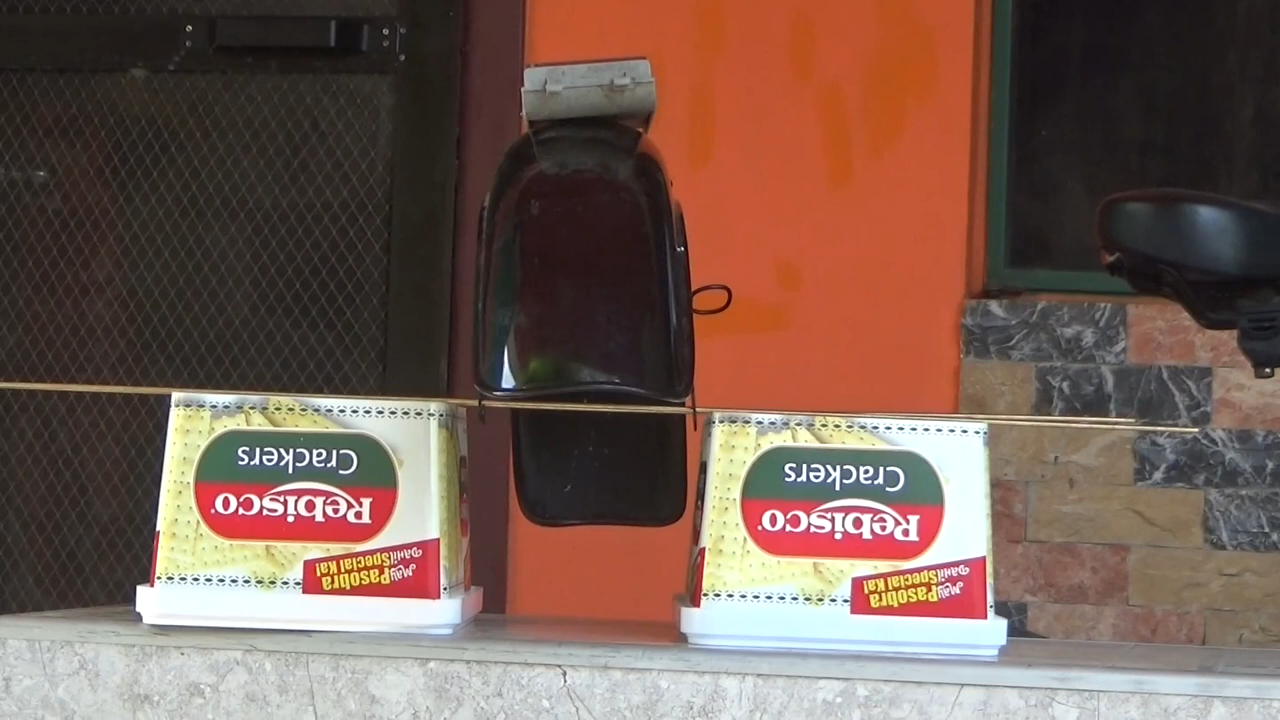 Rebisco
Crackers
May PASOBRA
Dahil Special Ka!
Rebisco
Crackers
May PASOBRA
Dahil Special Ka!